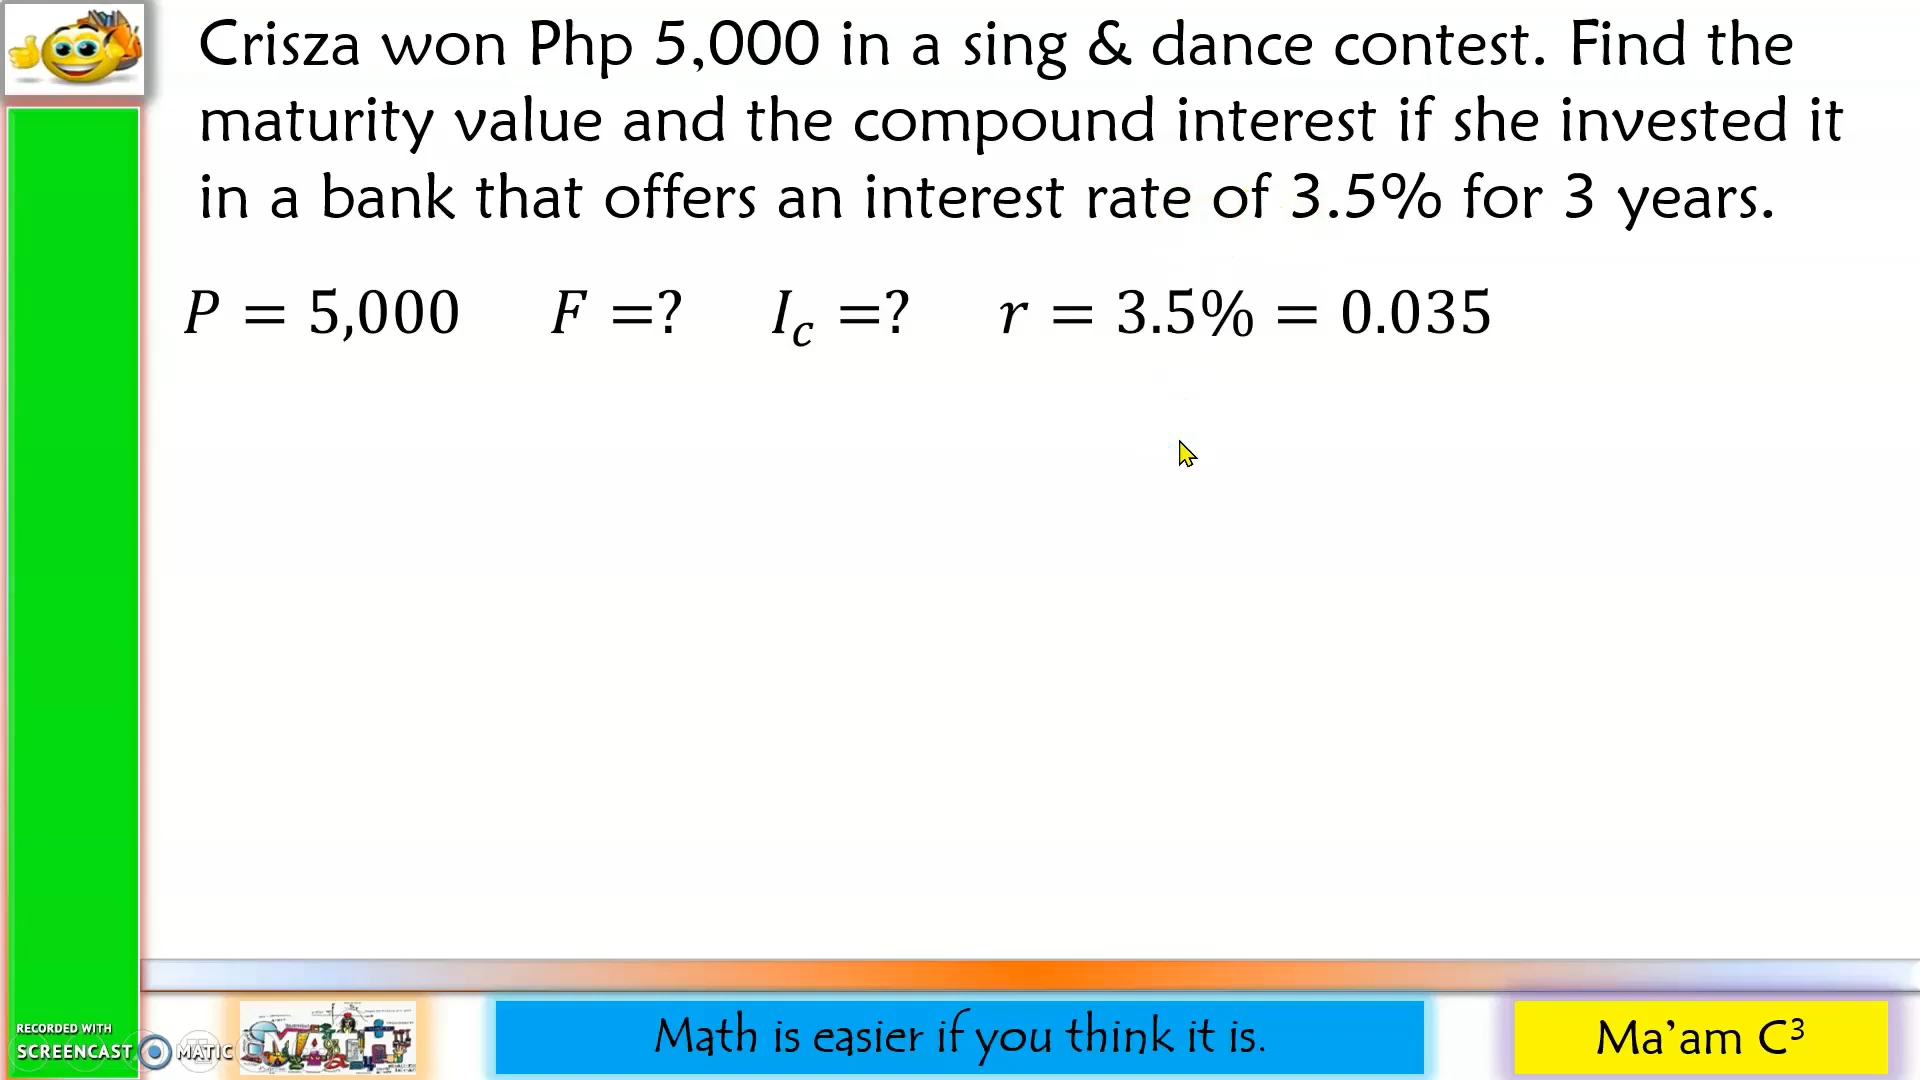 Crisza won Php 5,000 in a sing & dance contest. Find the
maturity value and the compound interest if she invested it
in a bank that offers an interest rate of 3.5% for 3 years.
P = 5,000 F =? I_c =? r = 3.5% = 0.035
RECORDED WITH
SCREENCAST MATIC
MATH
Math is easier if you think it is.
Ma'am C³